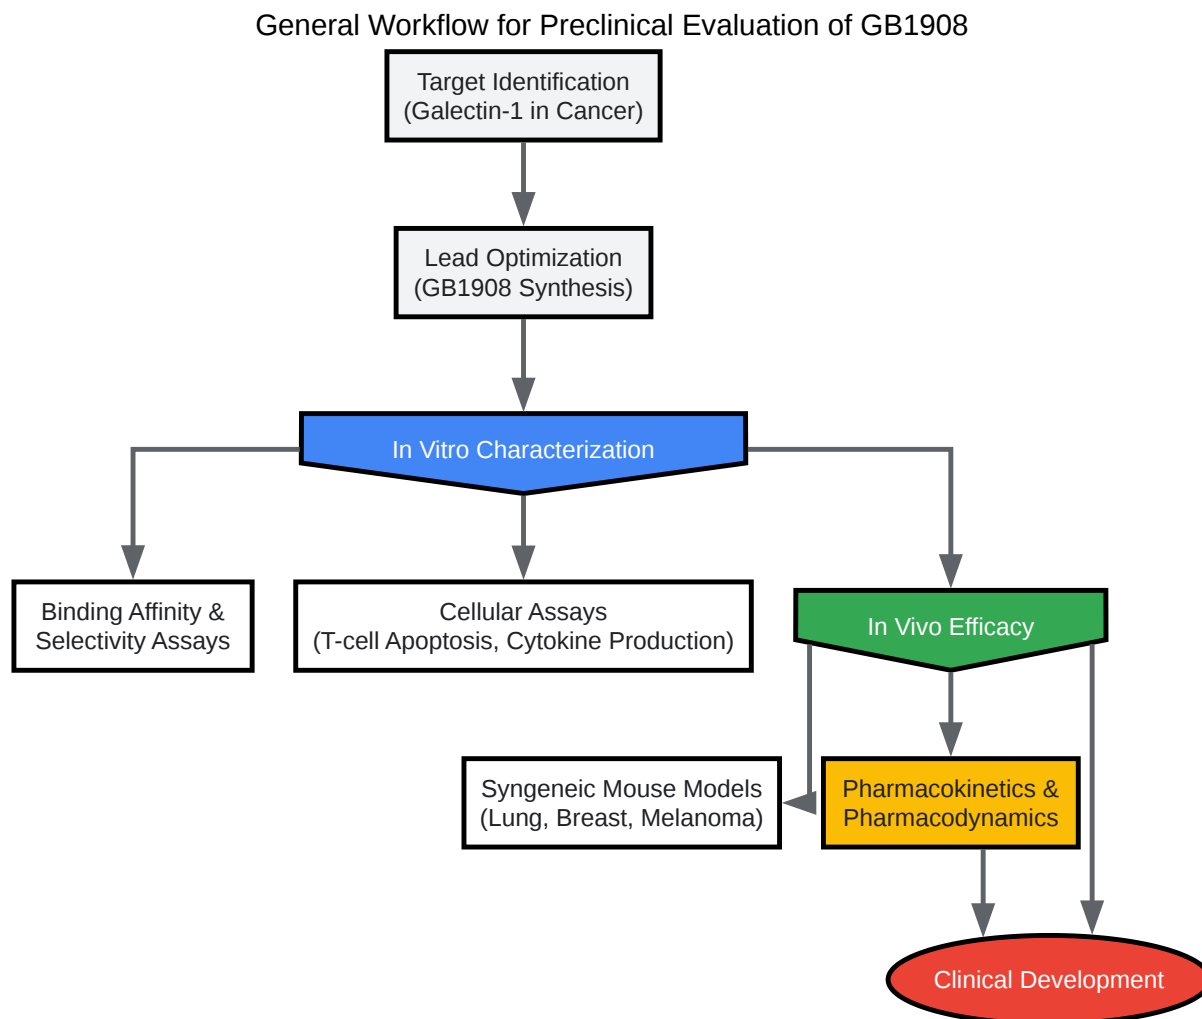 General Workflow for Preclinical Evaluation of GB1908
Target Identification
(Galectin-1 in Cancer)
Lead Optimization
(GB1908 Synthesis)
In Vitro Characterization
Binding Affinity &
Selectivity Assays
Cellular Assays
(T-cell Apoptosis, Cytokine Production)
In Vivo Efficacy
Syngeneic Mouse Models
(Lung, Breast, Melanoma)
Pharmacokinetics &
Pharmacodynamics
Clinical Development